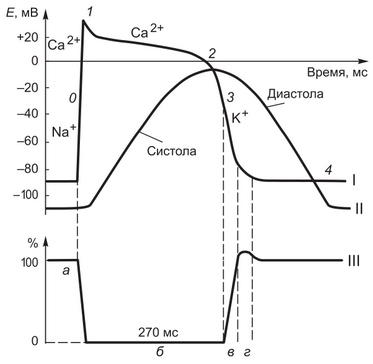 E, мВ
1
Ca²⁺
Ca²⁺
+20
2
0
Время, мс
–20
0
3
–40
K⁺
Диастола
Na⁺
–60
Систола
–80
4
I
–100
II
%
100
а
III
270 мс
0
б
в
г